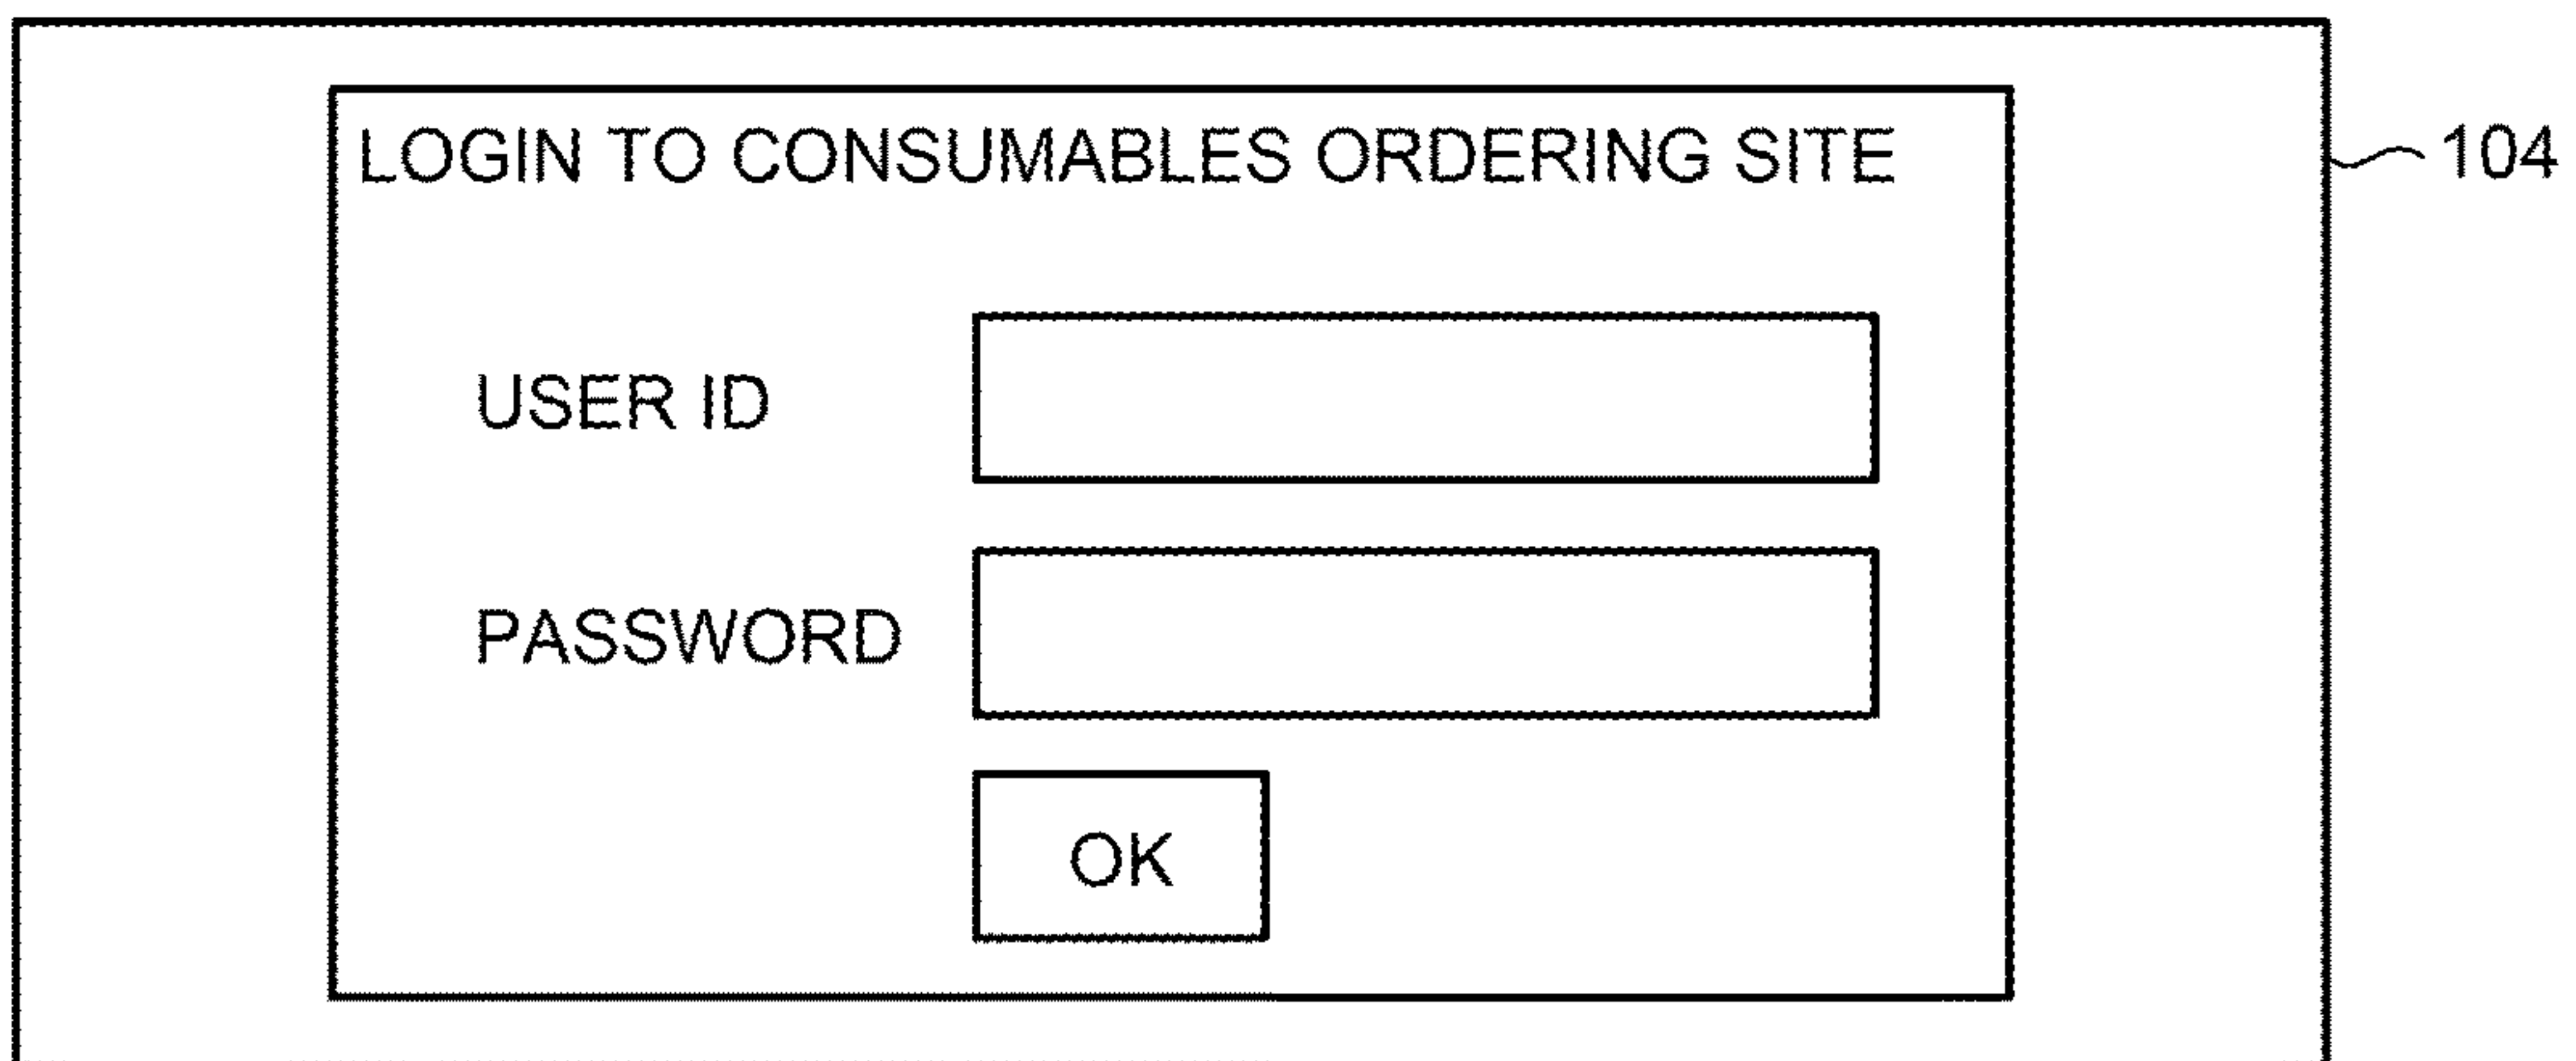 LOGIN TO CONSUMABLES ORDERING SITE
104
USER ID
PASSWORD
OK